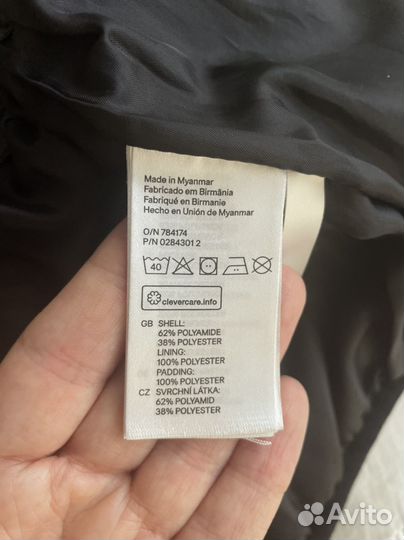 Made in Myanmar
Fabricado em Birmânia
Fabriqué en Birmanie
Hecho en Unión de Myanmar
O/N 784174
P/N 0284301 2
40
clevercare.info
GB SHELL:
62% POLYAMIDE
38% POLYESTER
LINING:
100% POLYESTER
PADDING:
100% POLYESTER
CZ SVRCHNÍ LÁTKA:
62% POLYAMID
38% POLYESTER
Avito